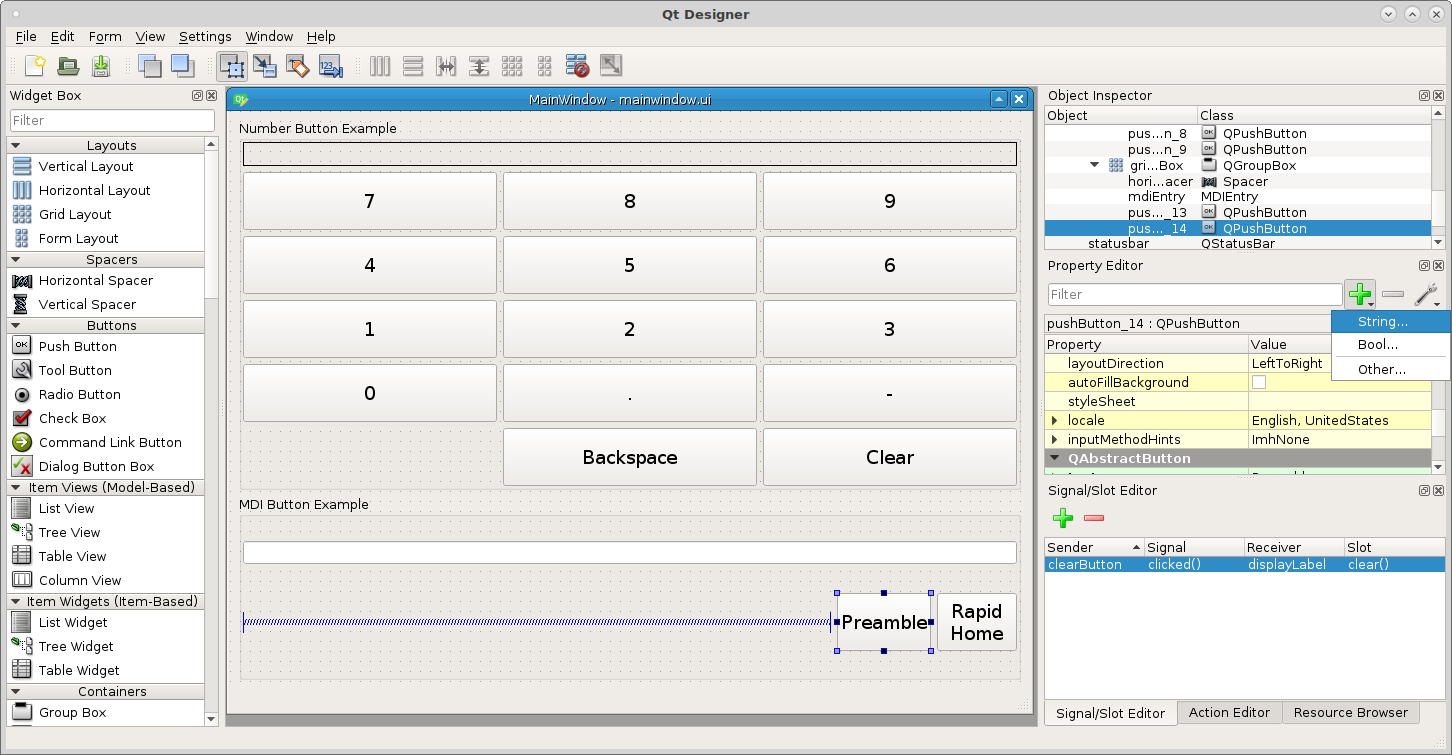 Qt Designer
File Edit Form View Settings Window Help
Widget Box
Filter
Layouts
Vertical Layout
Horizontal Layout
Grid Layout
Form Layout
Spacers
Horizontal Spacer
Vertical Spacer
Buttons
Push Button
Tool Button
Radio Button
Check Box
Command Link Button
Dialog Button Box
Item Views (Model-Based)
List View
Tree View
Table View
Column View
Item Widgets (Item-Based)
List Widget
Tree Widget
Table Widget
Containers
Group Box
MainWindow - mainwindow.ui
Number Button Example
7 8 9
4 5 6
1 2 3
0 . -
Backspace Clear
MDI Button Example
Preamble
Rapid
Home
Object Inspector
Object Class
pus...n_8 QPushButton
pus...n_9 QPushButton
gri...Box QGroupBox
hori...acer Spacer
mdiEntry MDIEntry
pus..._13 QPushButton
pus..._14 QPushButton
statusbar QStatusBar
Property Editor
Filter
pushButton_14 : QPushButton
String...
Bool...
Other...
Property Value
layoutDirection LeftToRight
autoFillBackground
styleSheet
locale English, UnitedStates
inputMethodHints ImhNone
QAbstractButton
Signal/Slot Editor
Sender Signal Receiver Slot
clearButton clicked() displayLabel clear()
Signal/Slot Editor Action Editor Resource Browser